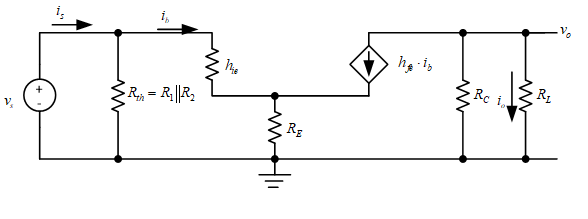 i_s
i_b
v_o
h_ie
h_fe · i_b
+
-
v_s
R_th = R_1||R_2
R_C
i_o
R_L
R_E